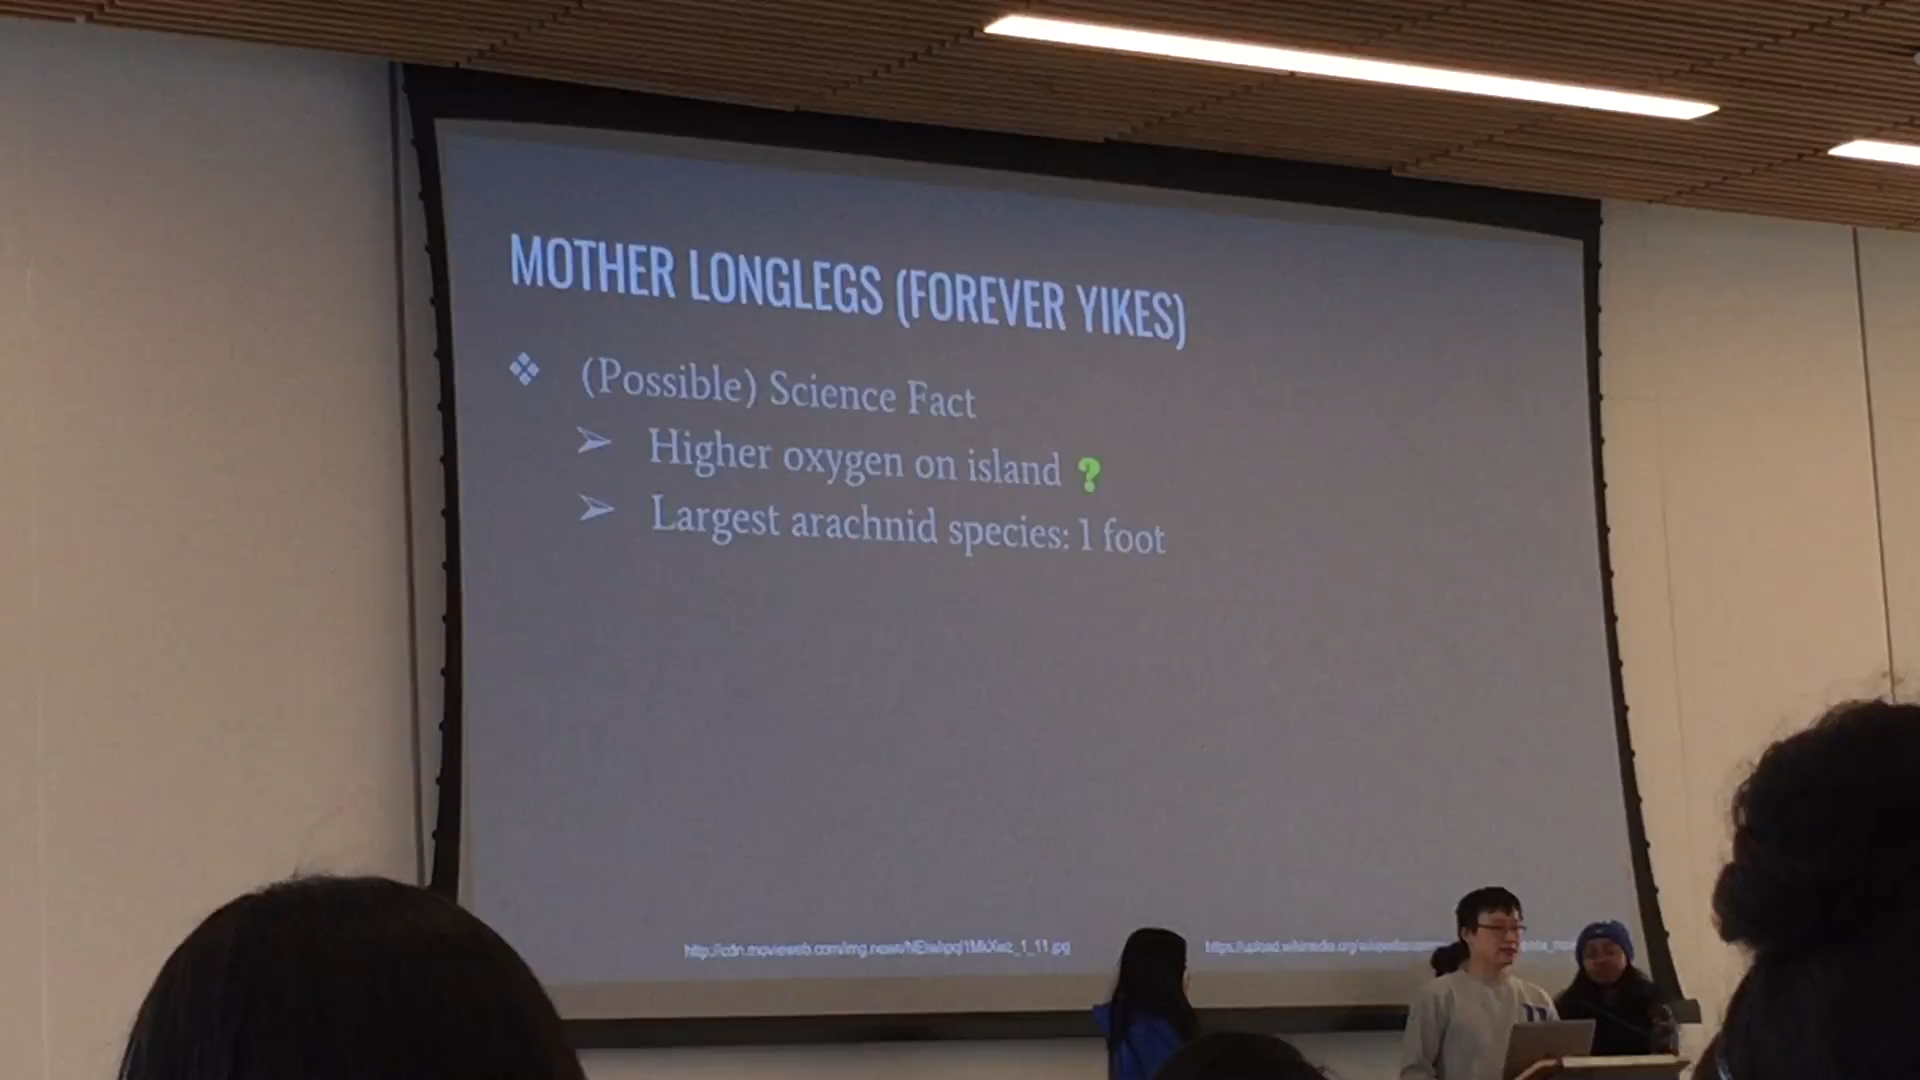 MOTHER LONGLEGS (FOREVER YIKES)
❖ (Possible) Science Fact
➢ Higher oxygen on island ?
➢ Largest arachnid species: 1 foot